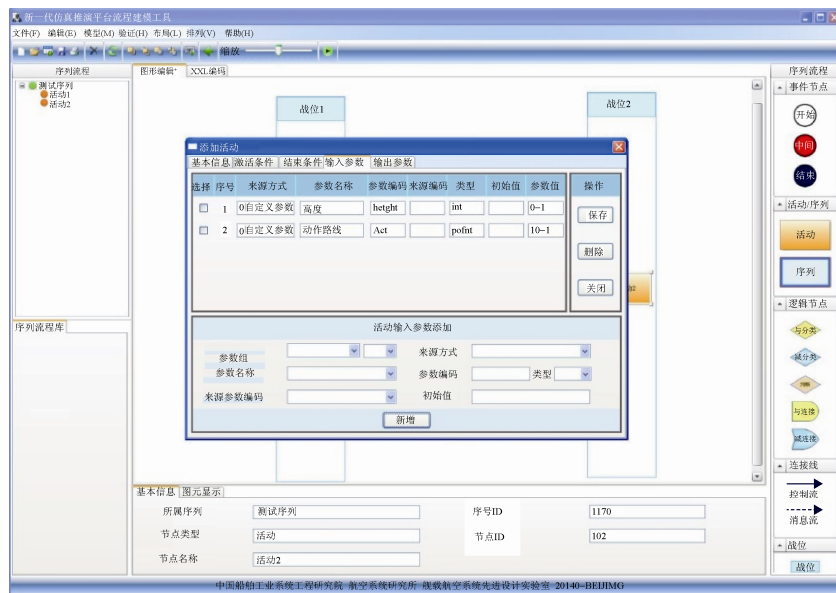 新一代仿真推演平台流程建模工具
文件(F) 编辑(E) 模型(M) 验证(H) 布局(L) 排列(V) 帮助(H)
缩放
序列流程
测试序列
活动1
活动2
序列流程库
图形编辑* XXL编码
战位1
战位2
添加活动
基本信息 激活条件 结束条件 输入参数 输出参数
选择 序号 来源方式 参数名称 参数编码 来源编码 类型 初始值 参数值 操作
1 0自定义参数 高度 hetght int 0~1
2 0自定义参数 动作路线 Act pofnt 10~1
保存
删除
关闭
活动输入参数添加
参数组 来源方式
参数名称 参数编码 类型
来源参数编码 初始值
新增
基本信息 图元显示
所属序列 测试序列 序号ID 1170
节点类型 活动 节点ID 102
节点名称 活动2
序列流程
事件节点
开始
中间
结束
活动/序列
活动
序列
逻辑节点
与分类
减分类
与连接
减连接
连接线
控制流
消息流
战位
战位
中国船舶工业系统工程研究院 航空系统研究所 舰载航空系统先进设计实验室 20140-BEIJIMG